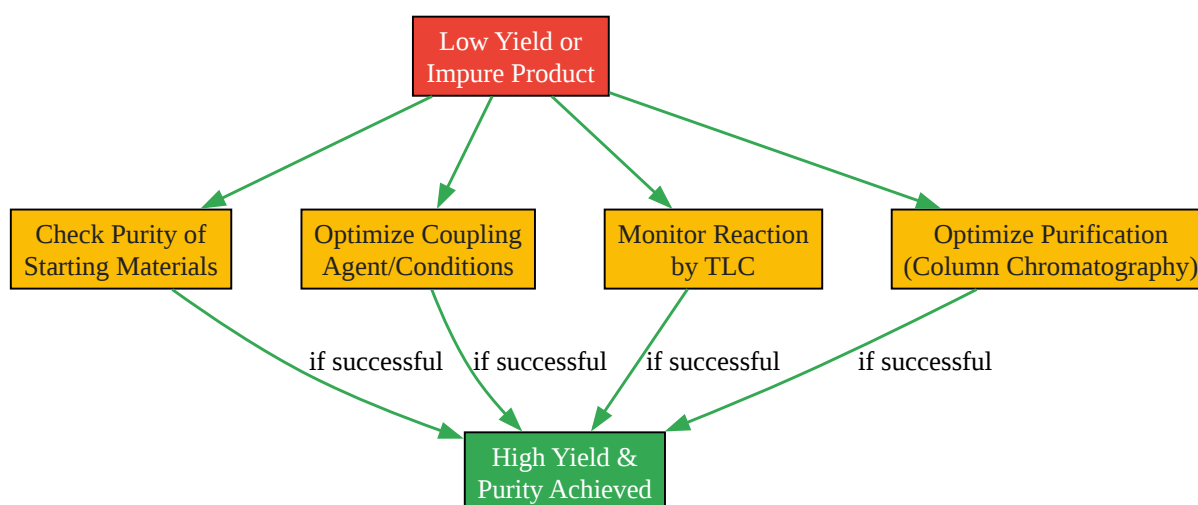 Low Yield or
Impure Product
Check Purity of
Starting Materials
Optimize Coupling
Agent/Conditions
Monitor Reaction
by TLC
Optimize Purification
(Column Chromatography)
if successful
if successful
if successful
if successful
High Yield &
Purity Achieved